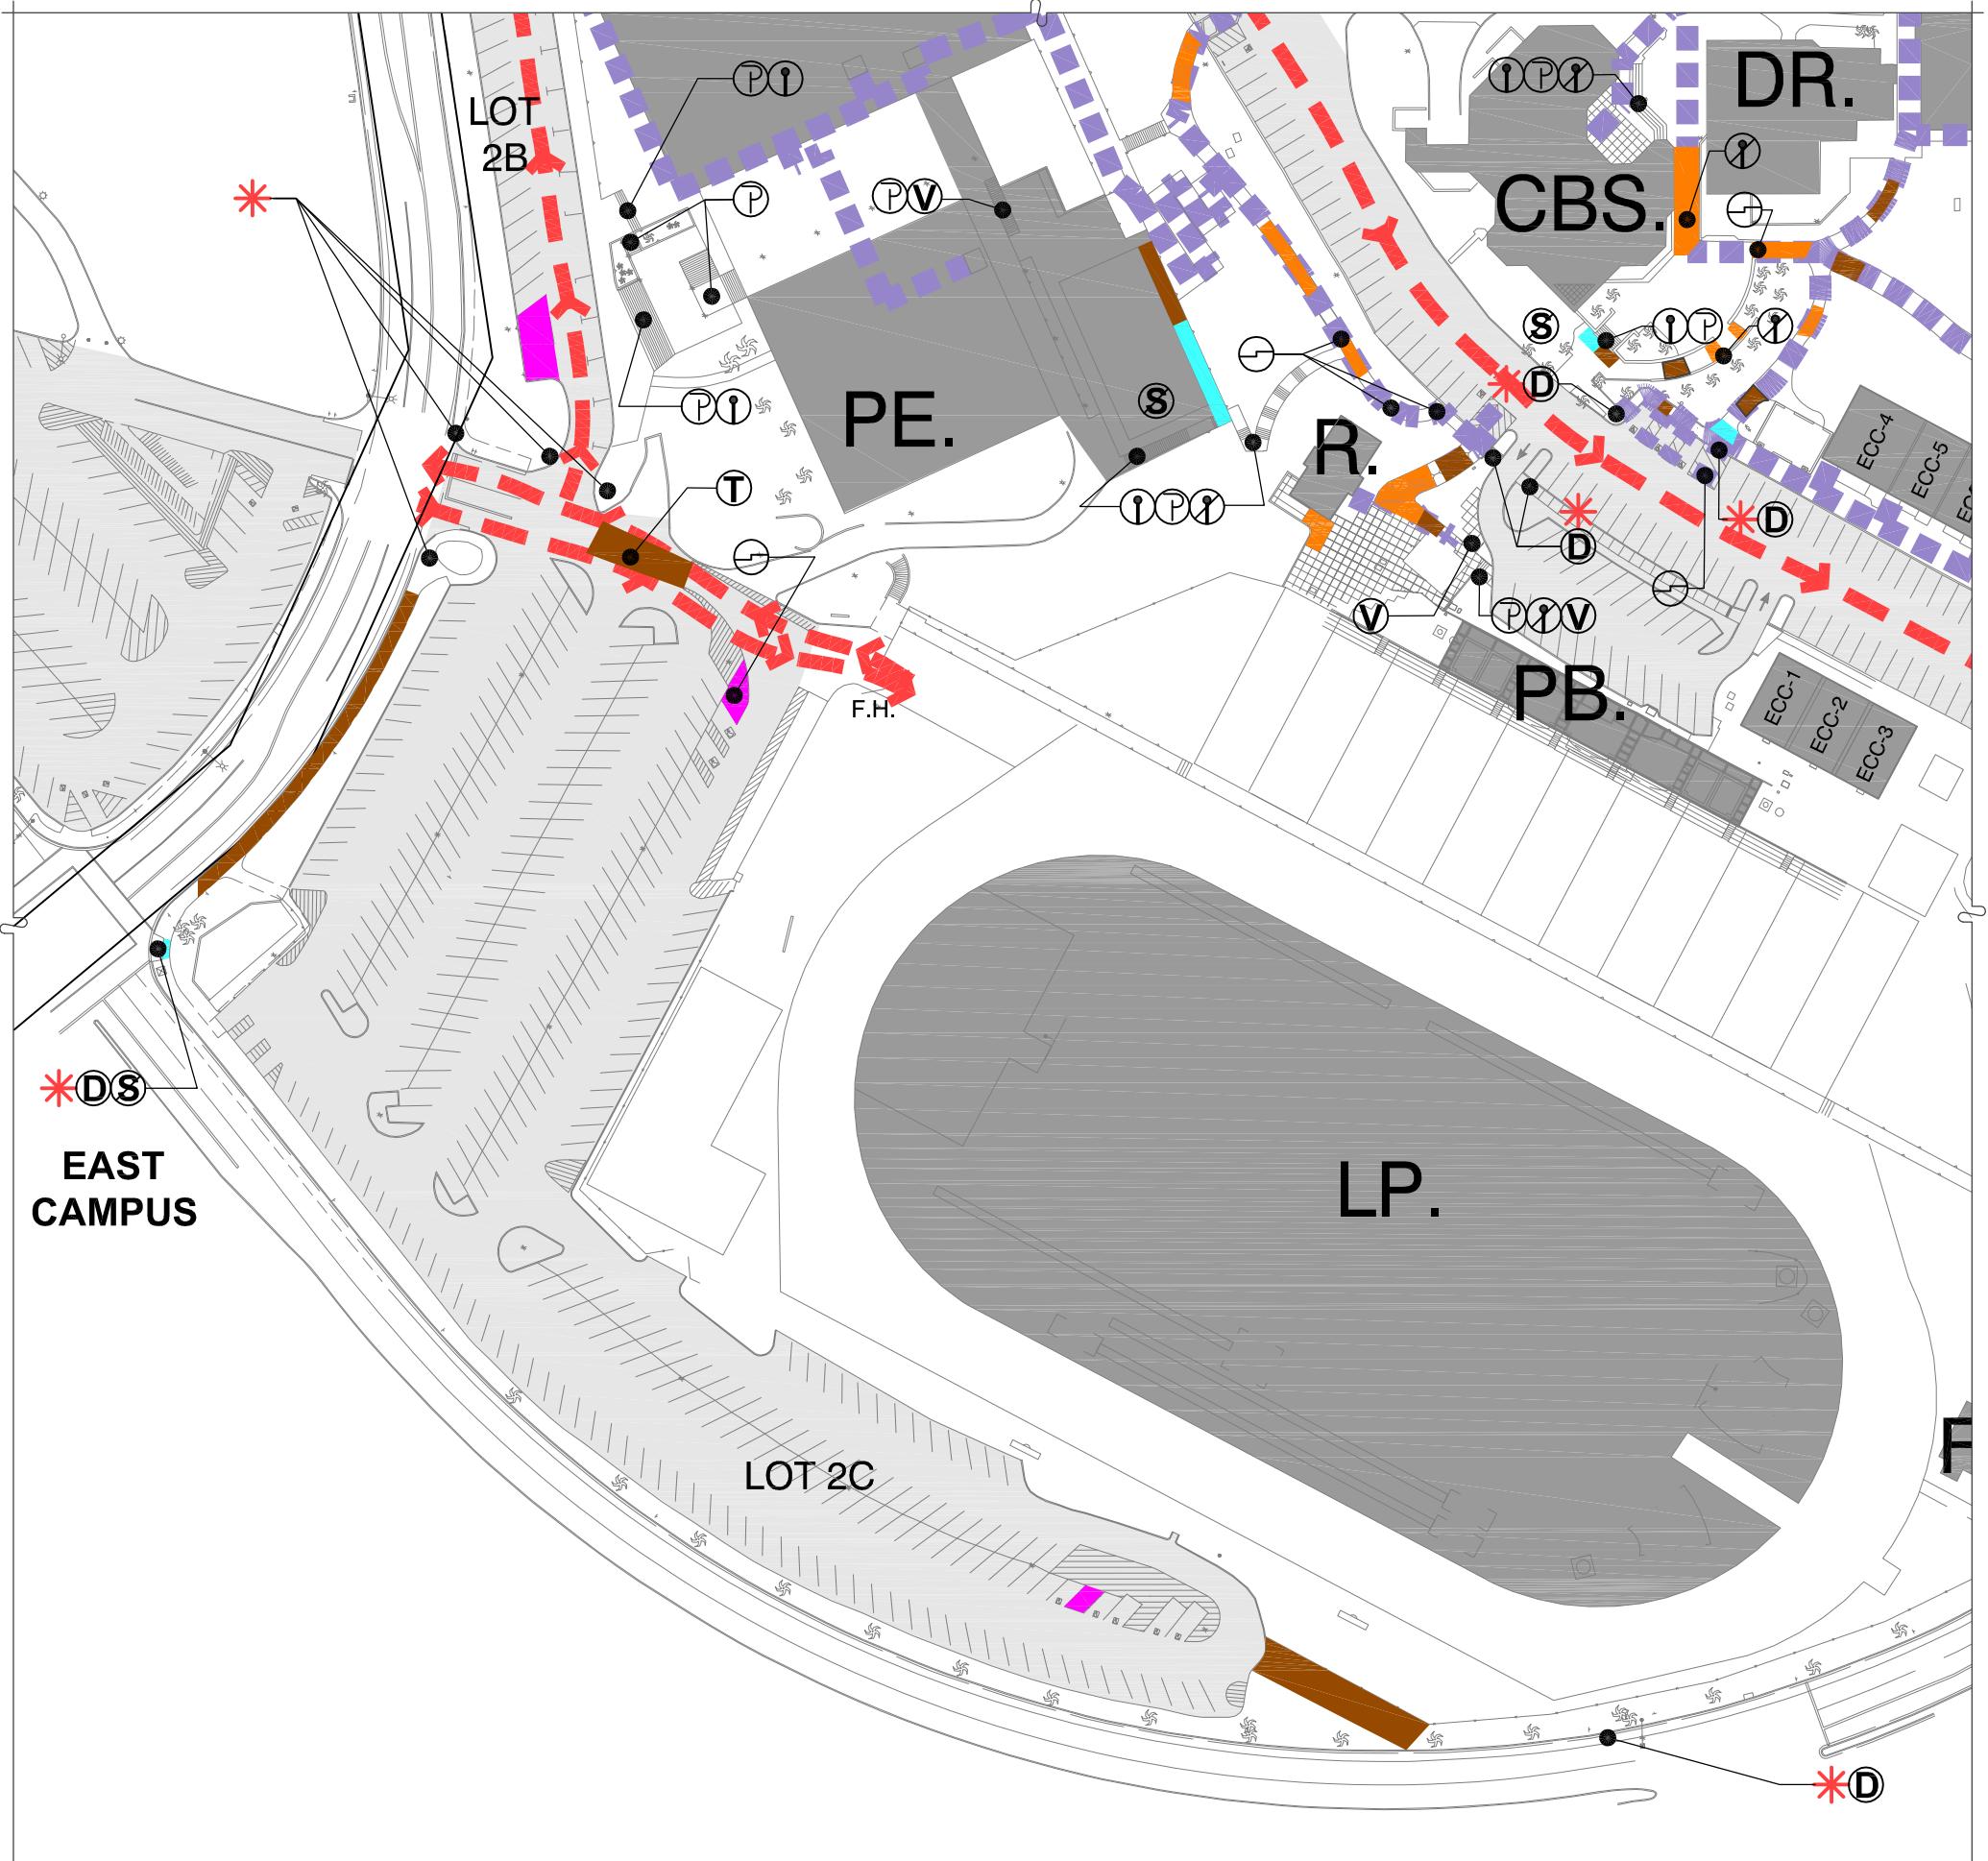 DR.
LOT
2B
CBS.
V
S
S
D
PE.
R.
ECC-4
ECC-5
T
D
D
V
V
PB.
ECC-1
ECC-2
ECC-3
F.H.
D S
EAST
CAMPUS
LP.
LOT 2C
D